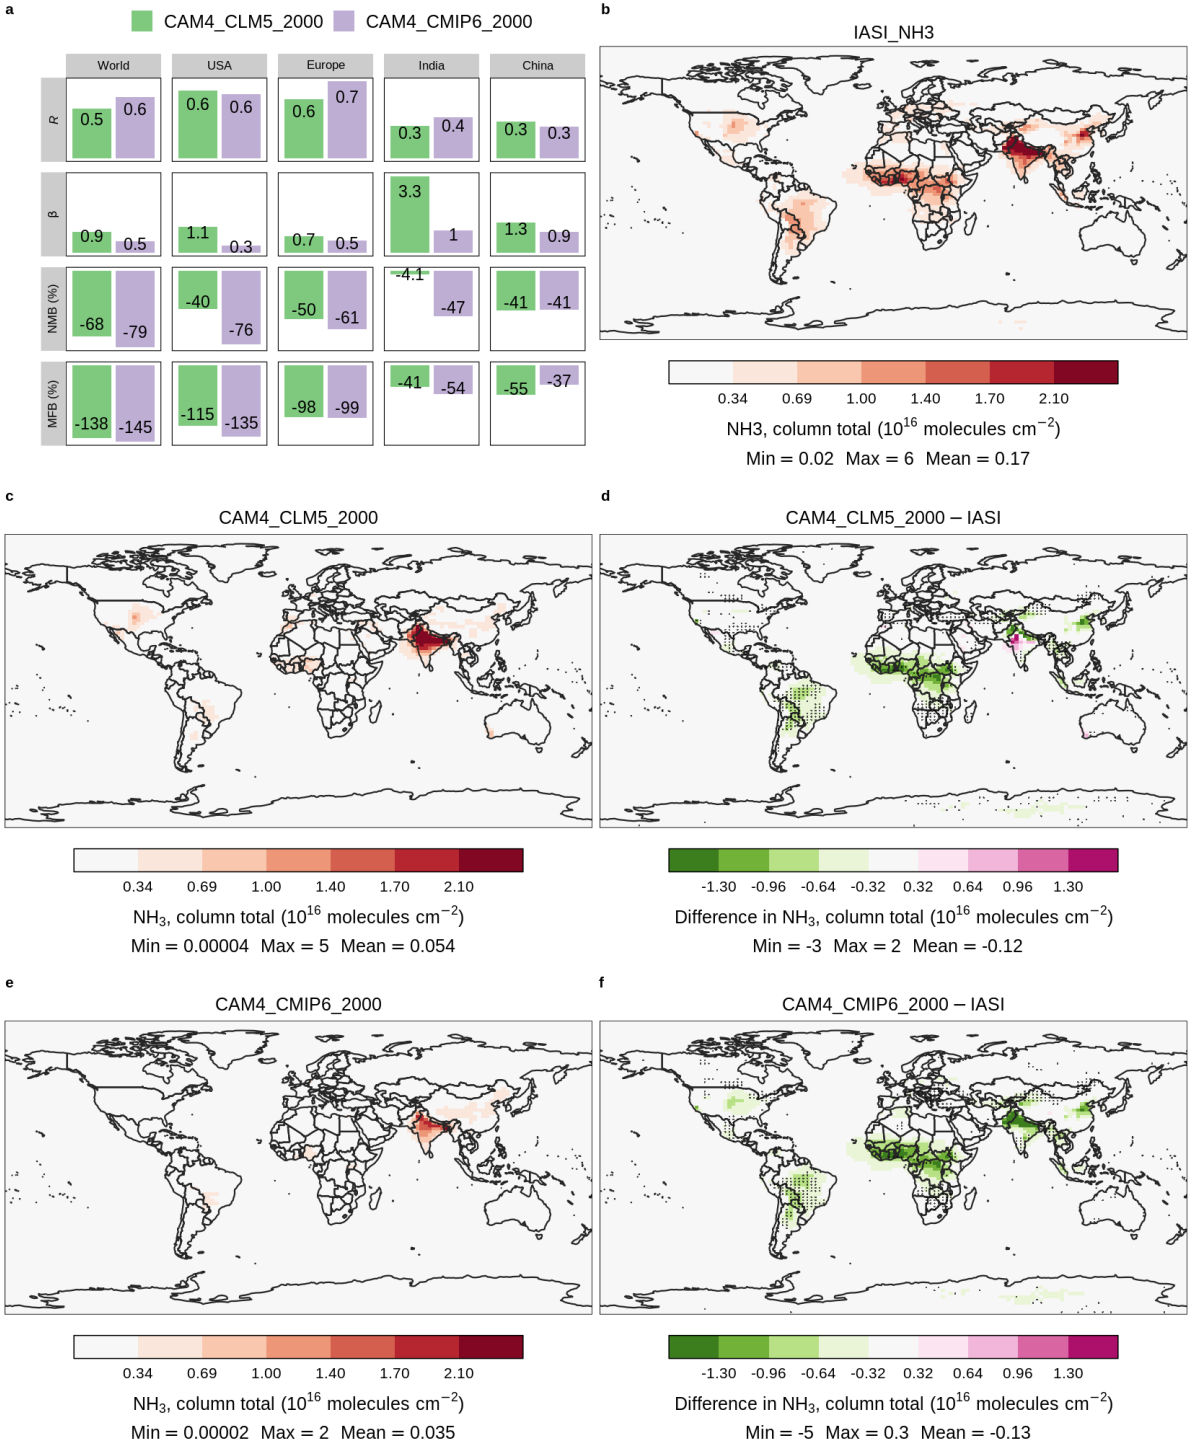 a
CAM4_CLM5_2000 CAM4_CMIP6_2000
World USA Europe India China
R 0.5 0.6 0.6 0.6 0.6 0.7 0.3 0.4 0.3 0.3
β 0.9 0.5 1.1 0.3 0.7 0.5 3.3 1 1.3 0.9
NMB (%) -68 -79 -40 -76 -50 -61 -4.1 -47 -41 -41
MFB (%) -138 -145 -115 -135 -98 -99 -41 -54 -55 -37
b
IASI_NH3
0.34 0.69 1.00 1.40 1.70 2.10
NH3, column total (10¹⁶ molecules cm⁻²)
Min = 0.02 Max = 6 Mean = 0.17
c
CAM4_CLM5_2000
0.34 0.69 1.00 1.40 1.70 2.10
NH₃, column total (10¹⁶ molecules cm⁻²)
Min = 0.00004 Max = 5 Mean = 0.054
d
CAM4_CLM5_2000 – IASI
-1.30 -0.96 -0.64 -0.32 0.32 0.64 0.96 1.30
Difference in NH₃, column total (10¹⁶ molecules cm⁻²)
Min = -3 Max = 2 Mean = -0.12
e
CAM4_CMIP6_2000
0.34 0.69 1.00 1.40 1.70 2.10
NH₃, column total (10¹⁶ molecules cm⁻²)
Min = 0.00002 Max = 2 Mean = 0.035
f
CAM4_CMIP6_2000 – IASI
-1.30 -0.96 -0.64 -0.32 0.32 0.64 0.96 1.30
Difference in NH₃, column total (10¹⁶ molecules cm⁻²)
Min = -5 Max = 0.3 Mean = -0.13